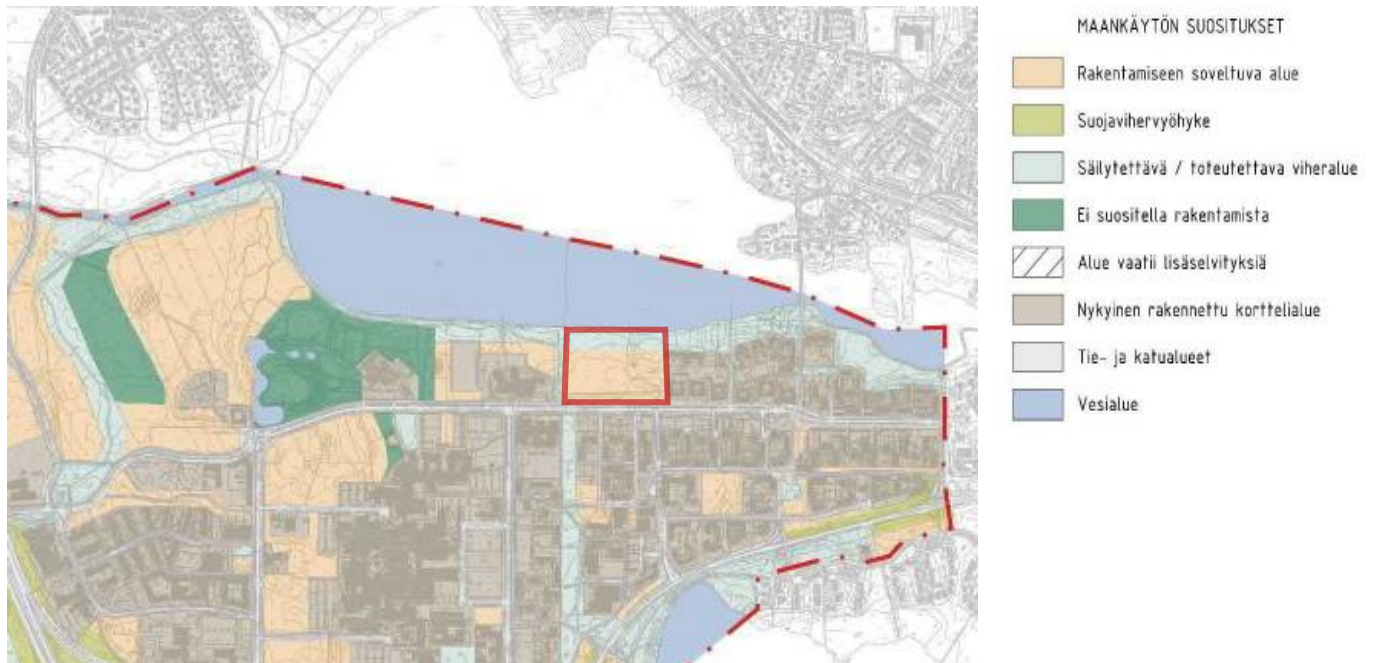 MAANKÄYTÖN SUOSITUKSET
Rakentamiseen soveltuva alue
Suojavihervyöhyke
Säilytettävä / toteutettava viheralue
Ei suositella rakentamista
Alue vaatii lisäselvityksiä
Nykyinen rakennettu korttelialue
Tie- ja katualueet
Vesialue